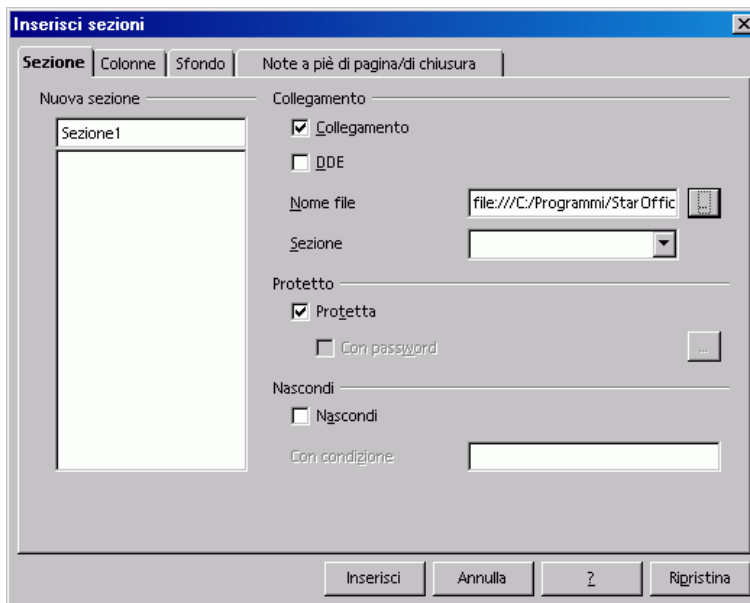 Inserisci sezioni
Sezione Colonne Sfondo Note a piè di pagina/di chiusura
Nuova sezione
Sezione1
Collegamento
Collegamento
DDE
Nome file file:///C:/Programmi/StarOffic ...
Sezione
Protetto
Protetta
Con password ...
Nascondi
Nascondi
Con condizione
Inserisci Annulla ? Ripristina